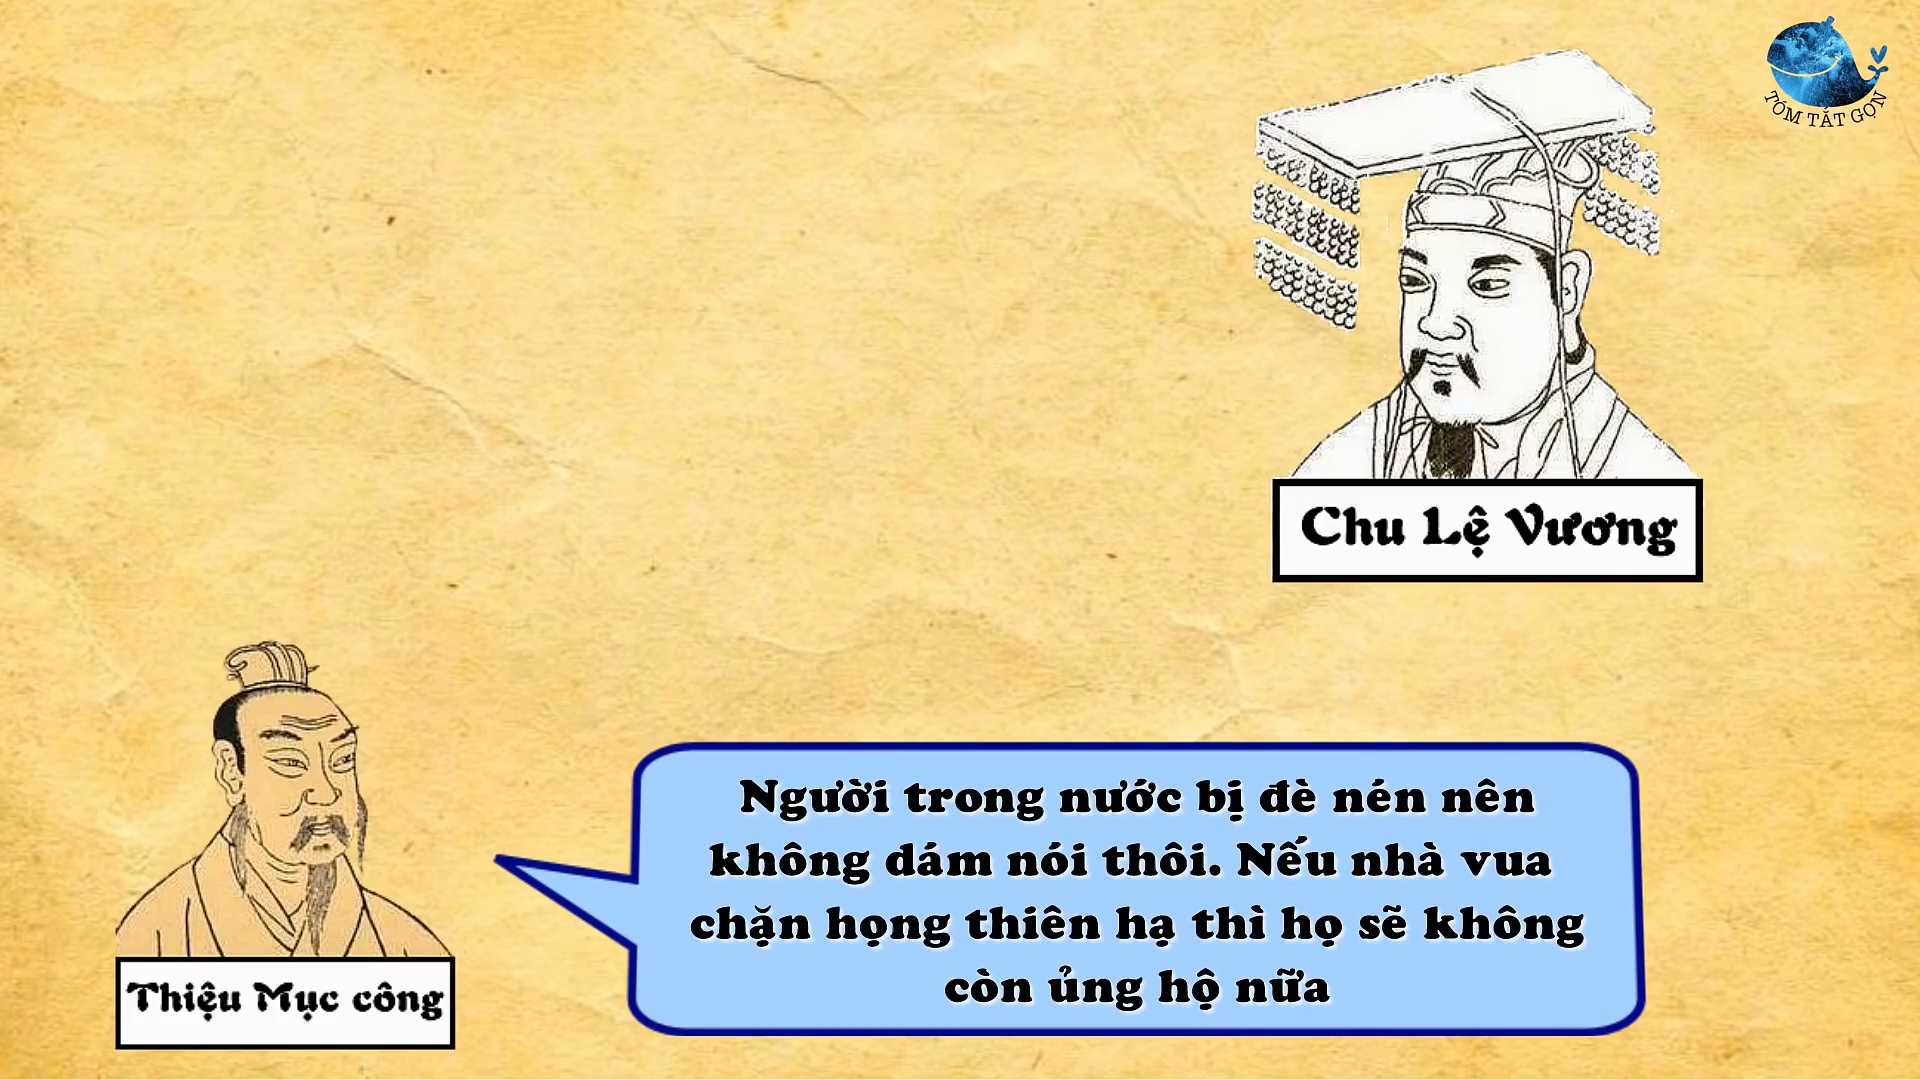 TÓM TẮT GỌN
Chu Lệ Vương
Người trong nước bị đè nén nên
không dám nói thôi. Nếu nhà vua
chặn họng thiên hạ thì họ sẽ không
còn ủng hộ nữa
Thiệu Mục công